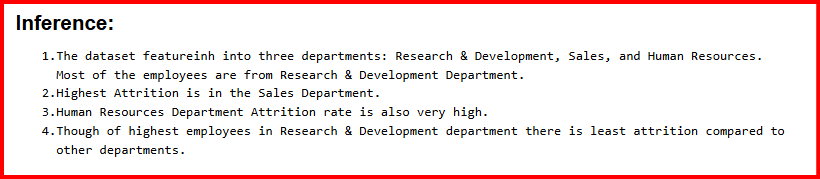 Inference:
1.The dataset featureinh into three departments: Research & Development, Sales, and Human Resources.
Most of the employees are from Research & Development Department.
2.Highest Attrition is in the Sales Department.
3.Human Resources Department Attrition rate is also very high.
4.Though of highest employees in Research & Development department there is least attrition compared to
other departments.